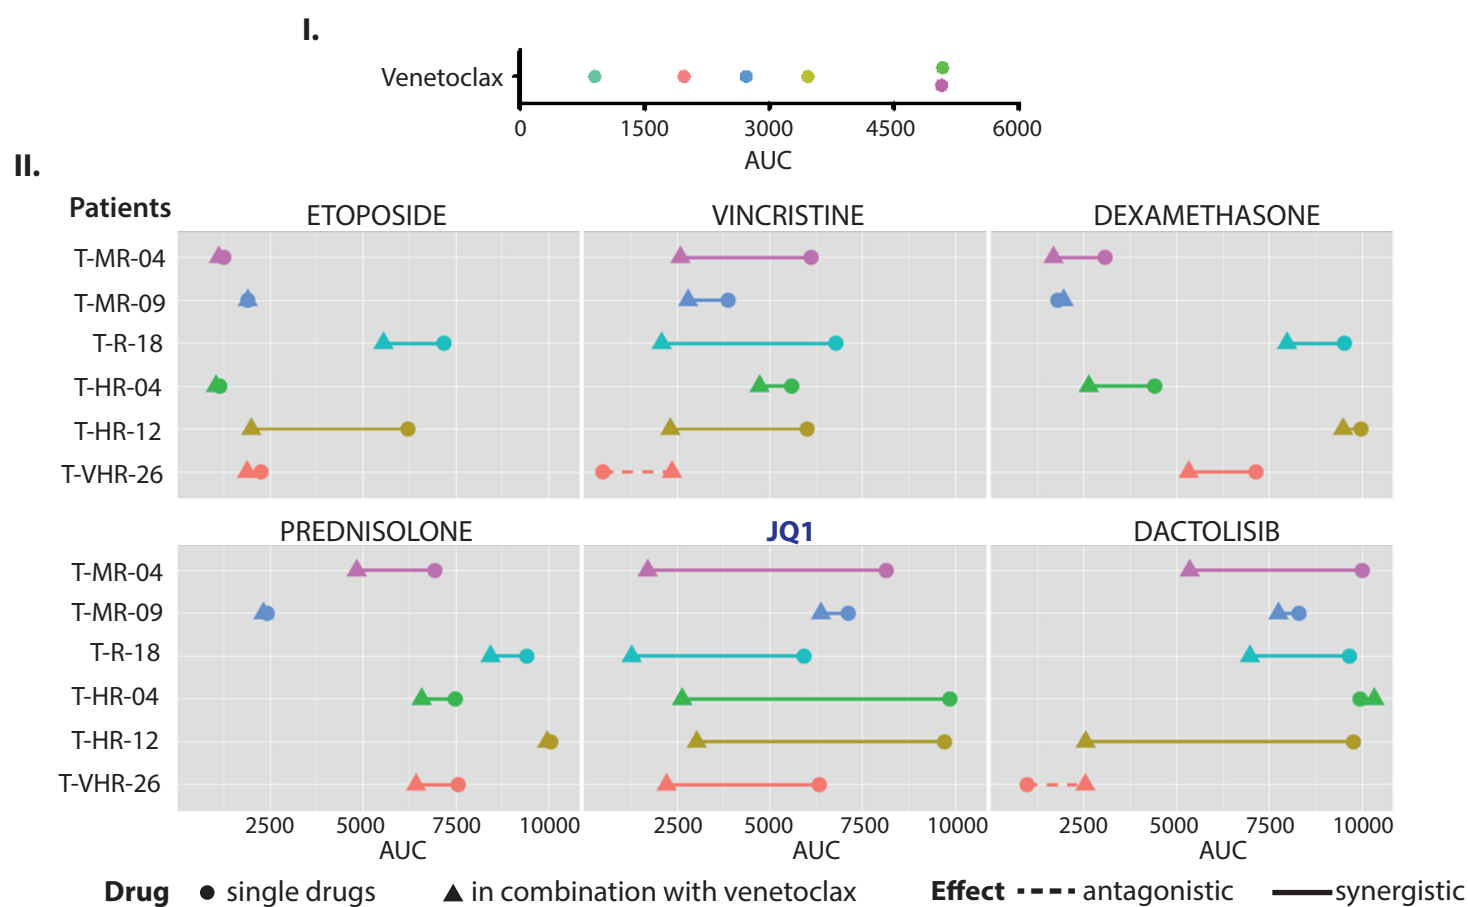 I.
Venetoclax
0 1500 3000 4500 6000
AUC
II.
Patients
ETOPOSIDE VINCRISTINE DEXAMETHASONE
T-MR-04
T-MR-09
T-R-18
T-HR-04
T-HR-12
T-VHR-26
PREDNISOLONE JQ1 DACTOLISIB
T-MR-04
T-MR-09
T-R-18
T-HR-04
T-HR-12
T-VHR-26
2500 5000 7500 10000 2500 5000 7500 10000 2500 5000 7500 10000
AUC AUC AUC
Drug single drugs in combination with venetoclax Effect antagonistic synergistic